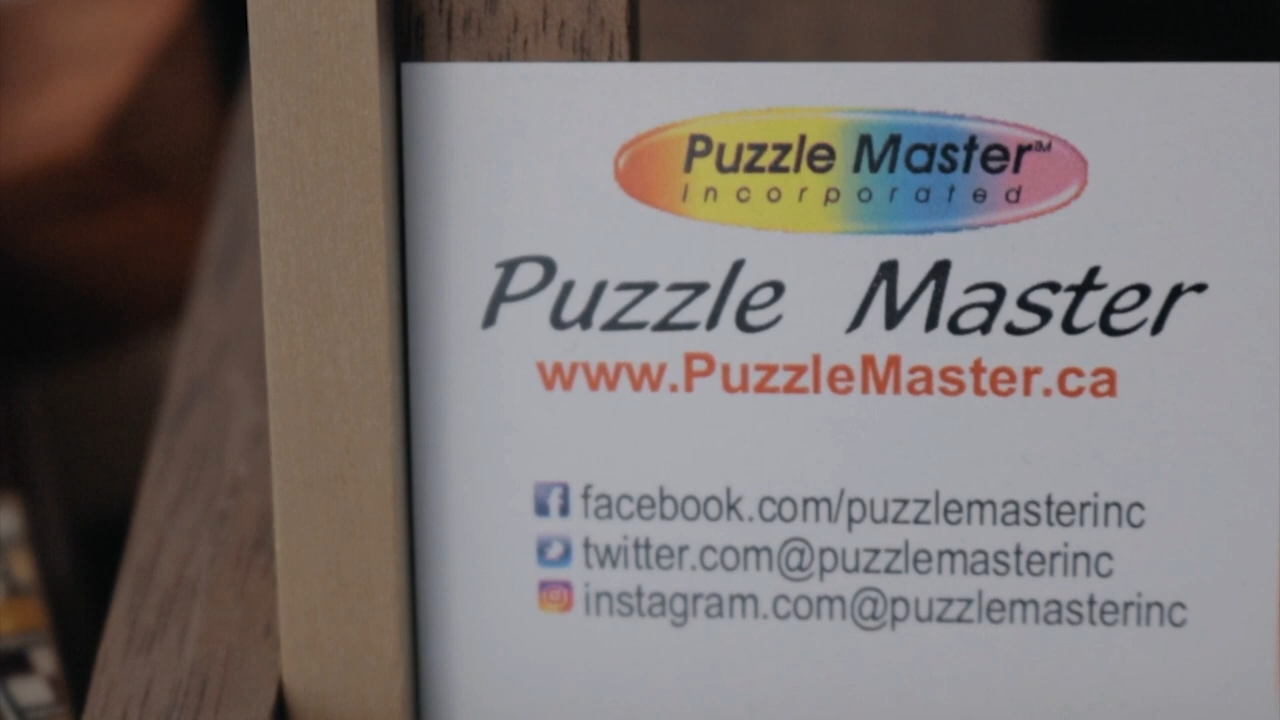 Puzzle Master™
Incorporated
Puzzle Master
www.PuzzleMaster.ca
facebook.com/puzzlemasterinc
twitter.com@puzzlemasterinc
instagram.com@puzzlemasterinc